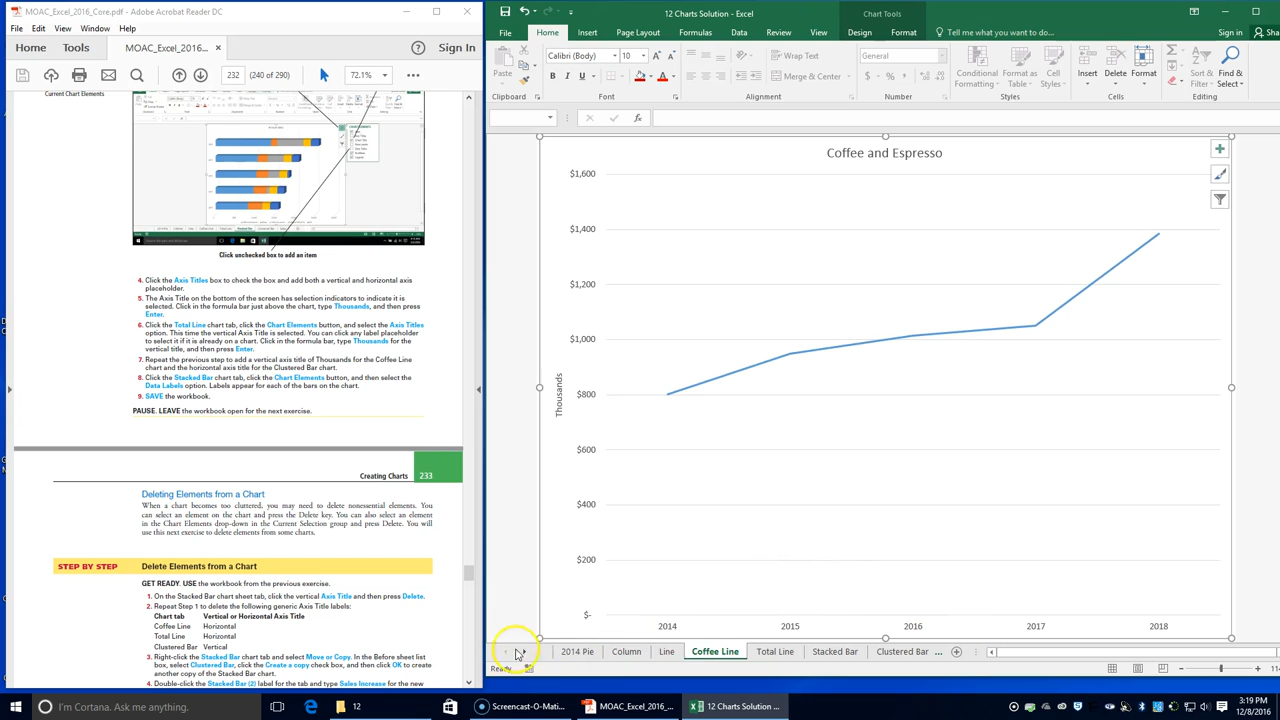 MOAC_Excel_2016_Core.pdf - Adobe Acrobat Reader DC
File Edit View Window Help
Home Tools MOAC_Excel_2016... × Sign In
232 (240 of 290) 72.1%
Current Chart Elements
Click unchecked box to add an item
4. Click the Axis Titles box to check the box and add both a vertical and horizontal axis
placeholder.
5. The Axis Title on the bottom of the screen has selection indicators to indicate it is
selected. Click in the formula bar just above the chart, type Thousands, and then press
Enter.
6. Click the Total Line chart tab, click the Chart Elements button, and select the Axis Titles
option. This time the vertical Axis Title is selected. You can click any label placeholder
to select it if it is already on a chart. Click in the formula bar, type Thousands for the
vertical title, and then press Enter.
7. Repeat the previous step to add a vertical axis title of Thousands for the Coffee Line
chart and the horizontal axis title for the Clustered Bar chart.
8. Click the Stacked Bar chart tab, click the Chart Elements button, and then select the
Data Labels option. Labels appear for each of the bars on the chart.
9. SAVE the workbook.
PAUSE. LEAVE the workbook open for the next exercise.
Creating Charts 233
Deleting Elements from a Chart
When a chart becomes too cluttered, you may need to delete nonessential elements. You
can select an element on the chart and press the Delete key. You can also select an element
in the Chart Elements drop-down in the Current Selection group and press Delete. You will
use this next exercise to delete elements from some charts.
STEP BY STEP Delete Elements from a Chart
GET READY. USE the workbook from the previous exercise.
1. On the Stacked Bar chart sheet tab, click the vertical Axis Title and then press Delete.
2. Repeat Step 1 to delete the following generic Axis Title labels:
Chart tab Vertical or Horizontal Axis Title
Coffee Line Horizontal
Total Line Horizontal
Clustered Bar Vertical
3. Right-click the Stacked Bar chart tab and select Move or Copy. In the Before sheet list
box, select Clustered Bar, click the Create a copy check box, and then click OK to create
another copy of the Stacked Bar chart.
4. Double-click the Stacked Bar (2) label for the tab and type Sales Increase for the new
12 Charts Solution - Excel
Chart Tools
File Home Insert Page Layout Formulas Data Review View Design Format Tell me what you want to do... Sign in Share
Paste Calibri (Body) 10 Wrap Text General Conditional Formatting Format as Table Cell Styles Insert Delete Format Sort & Filter Find & Select
B I U A Merge & Center $ %
Clipboard Font Alignment Number Styles Cells Editing
fx
Coffee and Espresso
$1,600
$1,400
$1,200
$1,000
$800
$600
$400
$200
$-
Thousands
2014 2015 2016 2017 2018
2014 Pie Column Line Coffee Line Total Line Stacked Bar ...
Ready
I'm Cortana. Ask me anything. 12 Screencast-O-Mati... MOAC_Excel_2016_... 12 Charts Solution -...
3:19 PM
12/8/2016